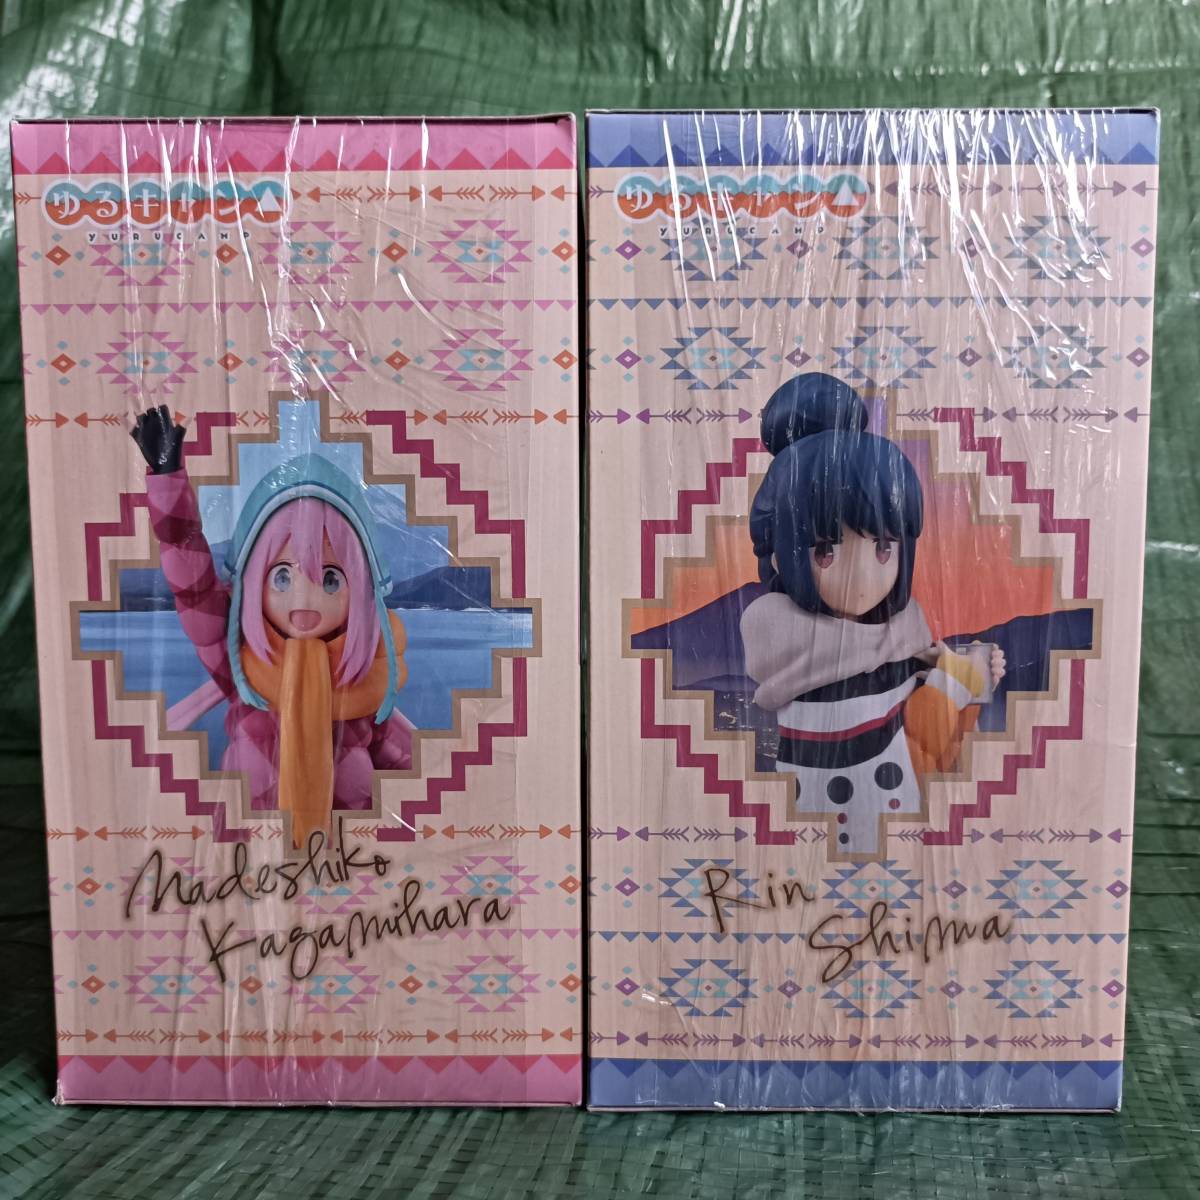 ゆるキャン△
YURUCAMP
Nadeshiko
Kagamihara
ゆるキャン△
YURUCAMP
Rin
Shima